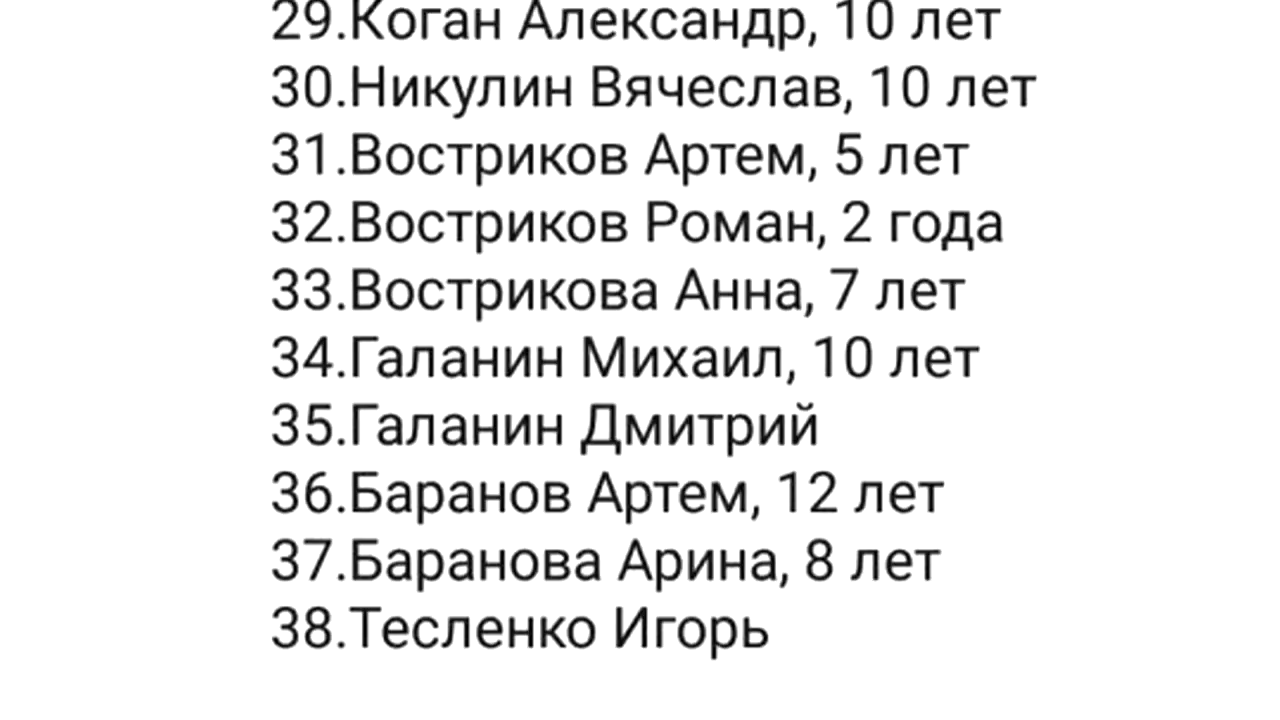 29.Коган Александр, 10 лет
30.Никулин Вячеслав, 10 лет
31.Востриков Артем, 5 лет
32.Востриков Роман, 2 года
33.Вострикова Анна, 7 лет
34.Галанин Михаил, 10 лет
35.Галанин Дмитрий
36.Баранов Артем, 12 лет
37.Баранова Арина, 8 лет
38.Тесленко Игорь